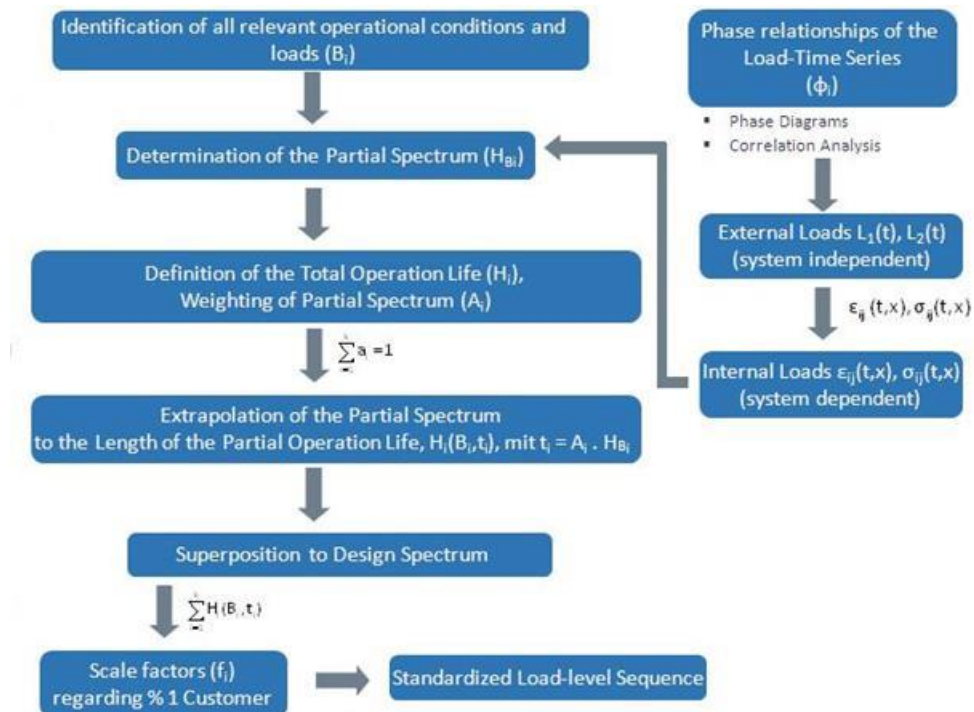 Identification of all relevant operational conditions and
loads (Bᵢ)
Determination of the Partial Spectrum (H_Bi)
Definition of the Total Operation Life (Hᵢ),
Weighting of Partial Spectrum (Aᵢ)
∑ a =1
Extrapolation of the Partial Spectrum
to the Length of the Partial Operation Life, Hᵢ(Bᵢ,tᵢ), mit tᵢ = Aᵢ . H_Bi
Superposition to Design Spectrum
∑ H(B ,t )
Scale factors (fᵢ)
regarding % 1 Customer
Standardized Load-level Sequence
Phase relationships of the
Load-Time Series
(ϕᵢ)
▪ Phase Diagrams
▪ Correlation Analysis
External Loads L₁(t), L₂(t)
(system independent)
εᵢⱼ (t,x), σᵢⱼ(t,x)
Internal Loads εᵢⱼ(t,x), σᵢⱼ(t,x)
(system dependent)